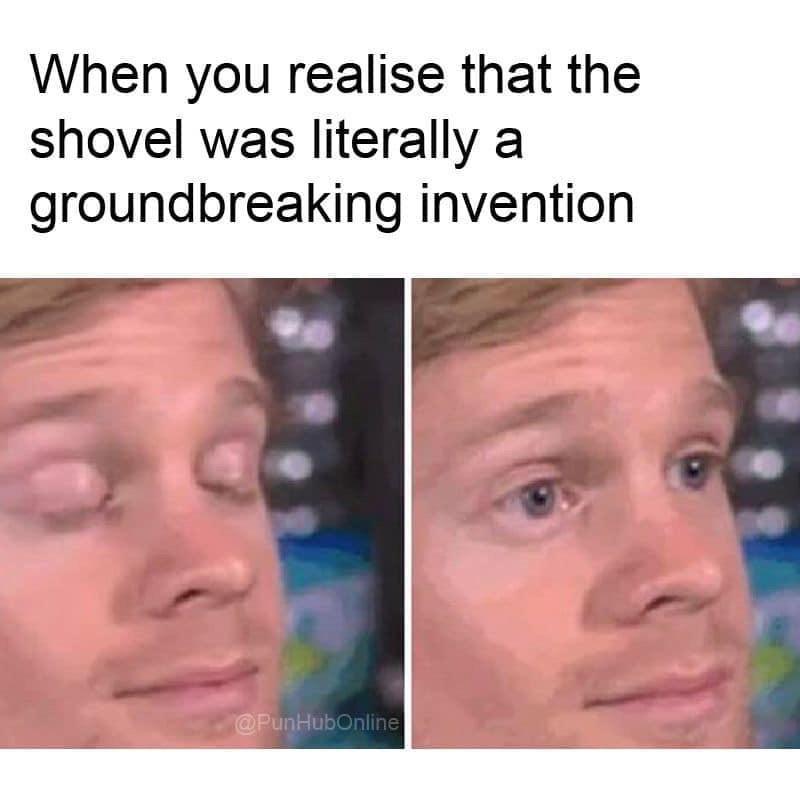 When you realise that the
shovel was literally a
groundbreaking invention
@PunHubOnline